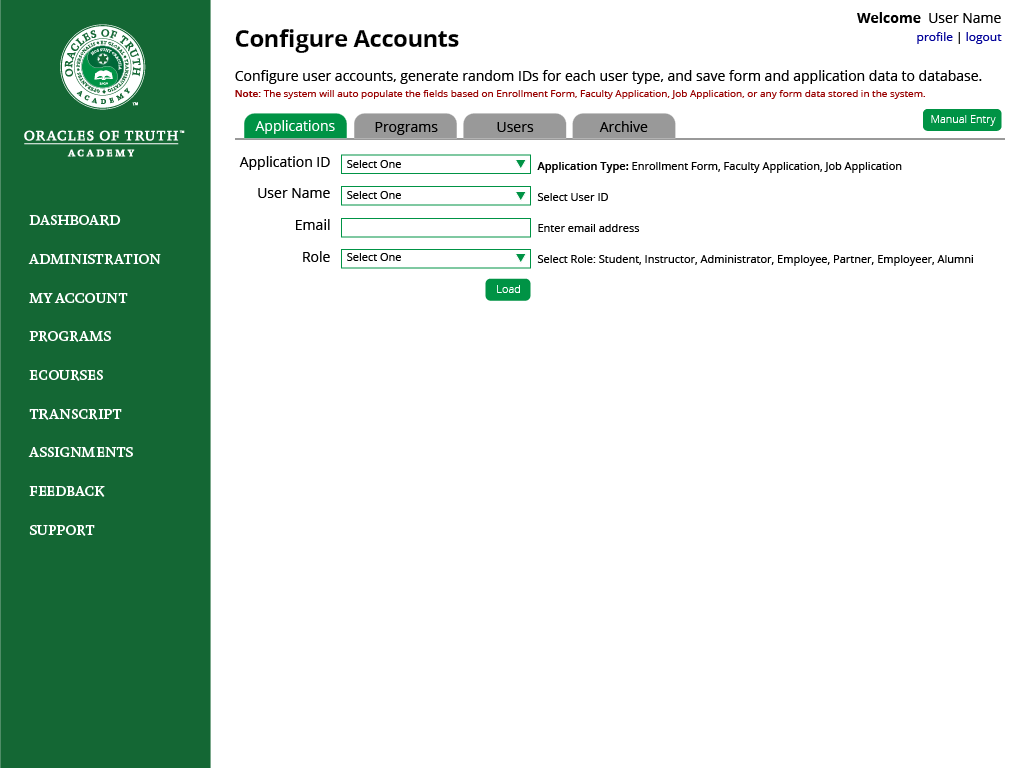 Welcome User Name
profile | logout
ORACLES OF TRUTH
ACADEMY
™
ORACLES OF TRUTH™
ACADEMY
DASHBOARD
ADMINISTRATION
MY ACCOUNT
PROGRAMS
ECOURSES
TRANSCRIPT
ASSIGNMENTS
FEEDBACK
SUPPORT
Configure Accounts
Configure user accounts, generate random IDs for each user type, and save form and application data to database.
Note: The system will auto populate the fields based on Enrollment Form, Faculty Application, Job Application, or any form data stored in the system.
Applications Programs Users Archive Manual Entry
Application ID Select One Application Type: Enrollment Form, Faculty Application, Job Application
User Name Select One Select User ID
Email Enter email address
Role Select One Select Role: Student, Instructor, Administrator, Employee, Partner, Employeer, Alumni
Load